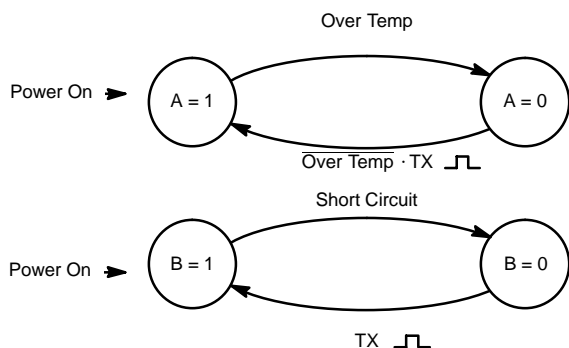 Over Temp
Power On
A = 1
A = 0
Over Temp · TX
Short Circuit
Power On
B = 1
B = 0
TX